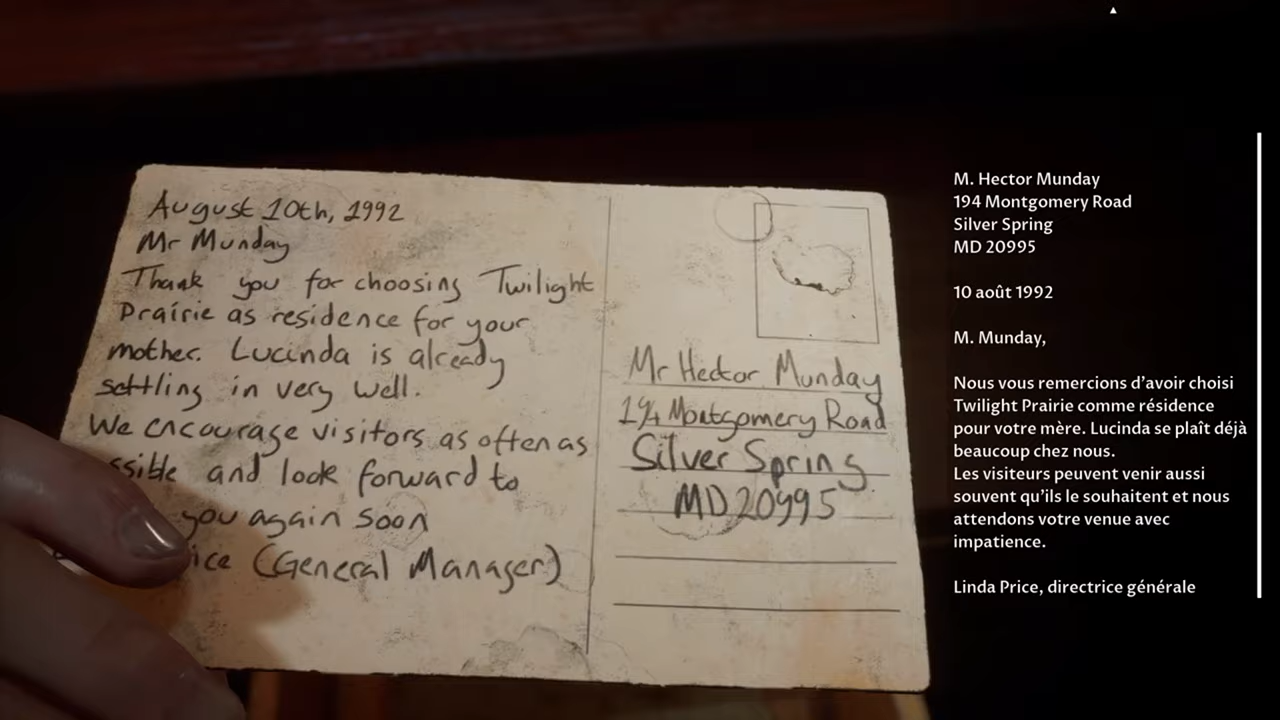 August 10th, 1992
Mr Munday
Thank you for choosing Twilight
Prairie as residence for your
mother. Lucinda is already
settling in very well.
We encourage visitors as often as
ssible and look forward to
you again soon
ice (General Manager)
Mr Hector Munday
194 Montgomery Road
Silver Spring
MD 20995
M. Hector Munday
194 Montgomery Road
Silver Spring
MD 20995
10 août 1992
M. Munday,
Nous vous remercions d'avoir choisi
Twilight Prairie comme résidence
pour votre mère. Lucinda se plaît déjà
beaucoup chez nous.
Les visiteurs peuvent venir aussi
souvent qu'ils le souhaitent et nous
attendons votre venue avec
impatience.
Linda Price, directrice générale